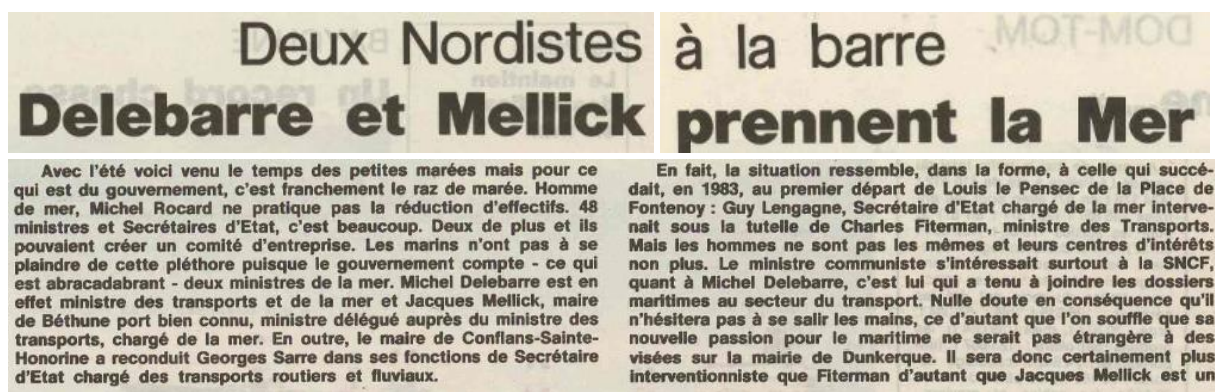 Deux Nordistes à la barre
Delebarre et Mellick prennent la Mer
Avec l'été voici venu le temps des petites marées mais pour ce
qui est du gouvernement, c'est franchement le raz de marée. Homme
de mer, Michel Rocard ne pratique pas la réduction d'effectifs. 48
ministres et Secrétaires d'Etat, c'est beaucoup. Deux de plus et ils
pouvaient créer un comité d'entreprise. Les marins n'ont pas à se
plaindre de cette pléthore puisque le gouvernement compte - ce qui
est abracadabrant - deux ministres de la mer. Michel Delebarre est en
effet ministre des transports et de la mer et Jacques Mellick, maire
de Béthune port bien connu, ministre délégué auprès du ministre des
transports, chargé de la mer. En outre, le maire de Conflans-Sainte-
Honorine a reconduit Georges Sarre dans ses fonctions de Secrétaire
d'Etat chargé des transports routiers et fluviaux.
En fait, la situation ressemble, dans la forme, à celle qui succé-
dait, en 1983, au premier départ de Louis le Pensec de la Place de
Fontenoy : Guy Lengagne, Secrétaire d'Etat chargé de la mer interve-
nait sous la tutelle de Charles Fiterman, ministre des Transports.
Mais les hommes ne sont pas les mêmes et leurs centres d'intérêts
non plus. Le ministre communiste s'intéressait surtout à la SNCF,
quant à Michel Delebarre, c'est lui qui a tenu à joindre les dossiers
maritimes au secteur du transport. Nulle doute en conséquence qu'il
n'hésitera pas à se salir les mains, ce d'autant que l'on souffle que sa
nouvelle passion pour le maritime ne serait pas étrangère à des
visées sur la mairie de Dunkerque. Il sera donc certainement plus
interventionniste que Fiterman d'autant que Jacques Mellick est un
DOM-TOM
Le maintien
Un record chasse